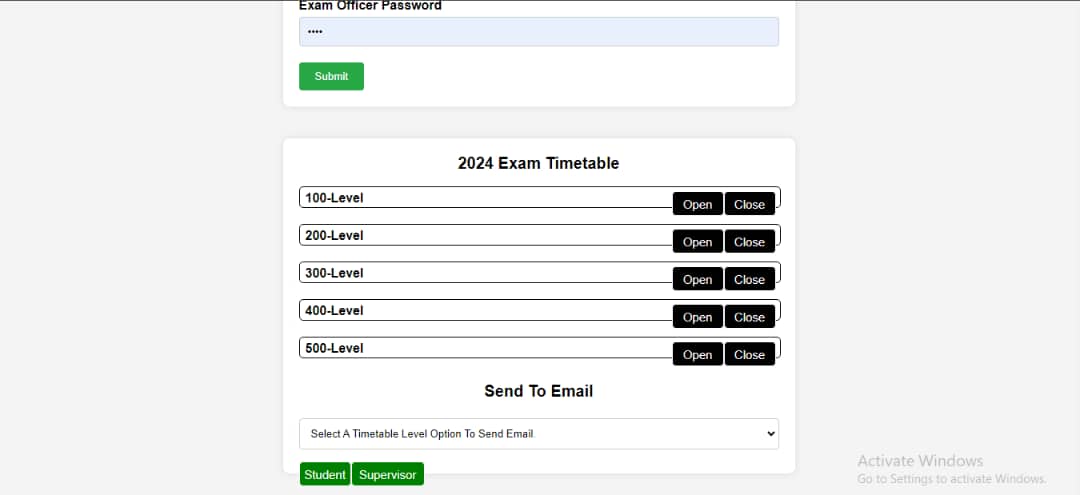 Exam Officer Password
••••
Submit
2024 Exam Timetable
100-Level Open Close
200-Level Open Close
300-Level Open Close
400-Level Open Close
500-Level Open Close
Send To Email
Select A Timetable Level Option To Send Email
Student Supervisor
Activate Windows
Go to Settings to activate Windows.